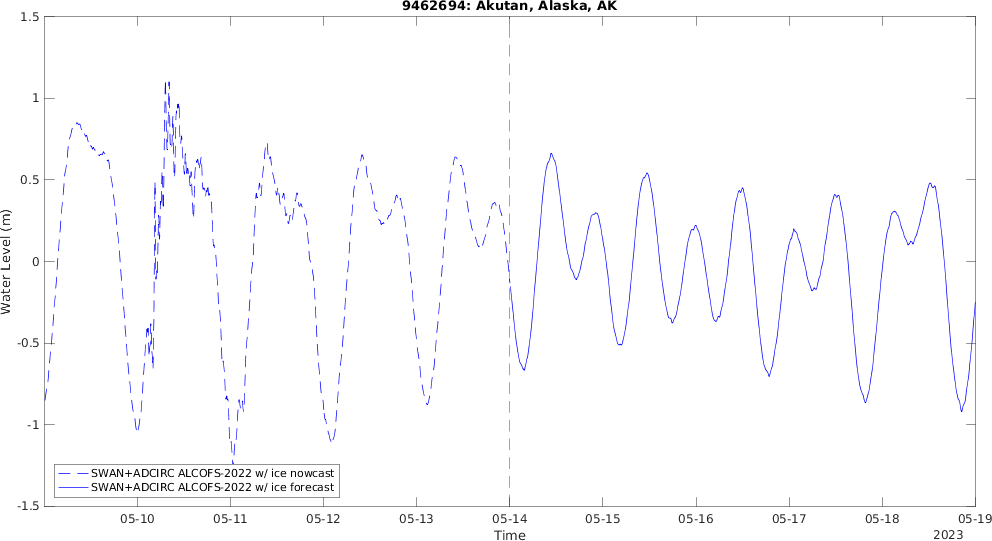 9462694: Akutan, Alaska, AK
1.5
1
0.5
0
-0.5
-1
-1.5
Water Level (m)
SWAN+ADCIRC ALCOFS-2022 w/ ice nowcast
SWAN+ADCIRC ALCOFS-2022 w/ ice forecast
05-10 05-11 05-12 05-13 05-14 05-15 05-16 05-17 05-18 05-19
Time
2023